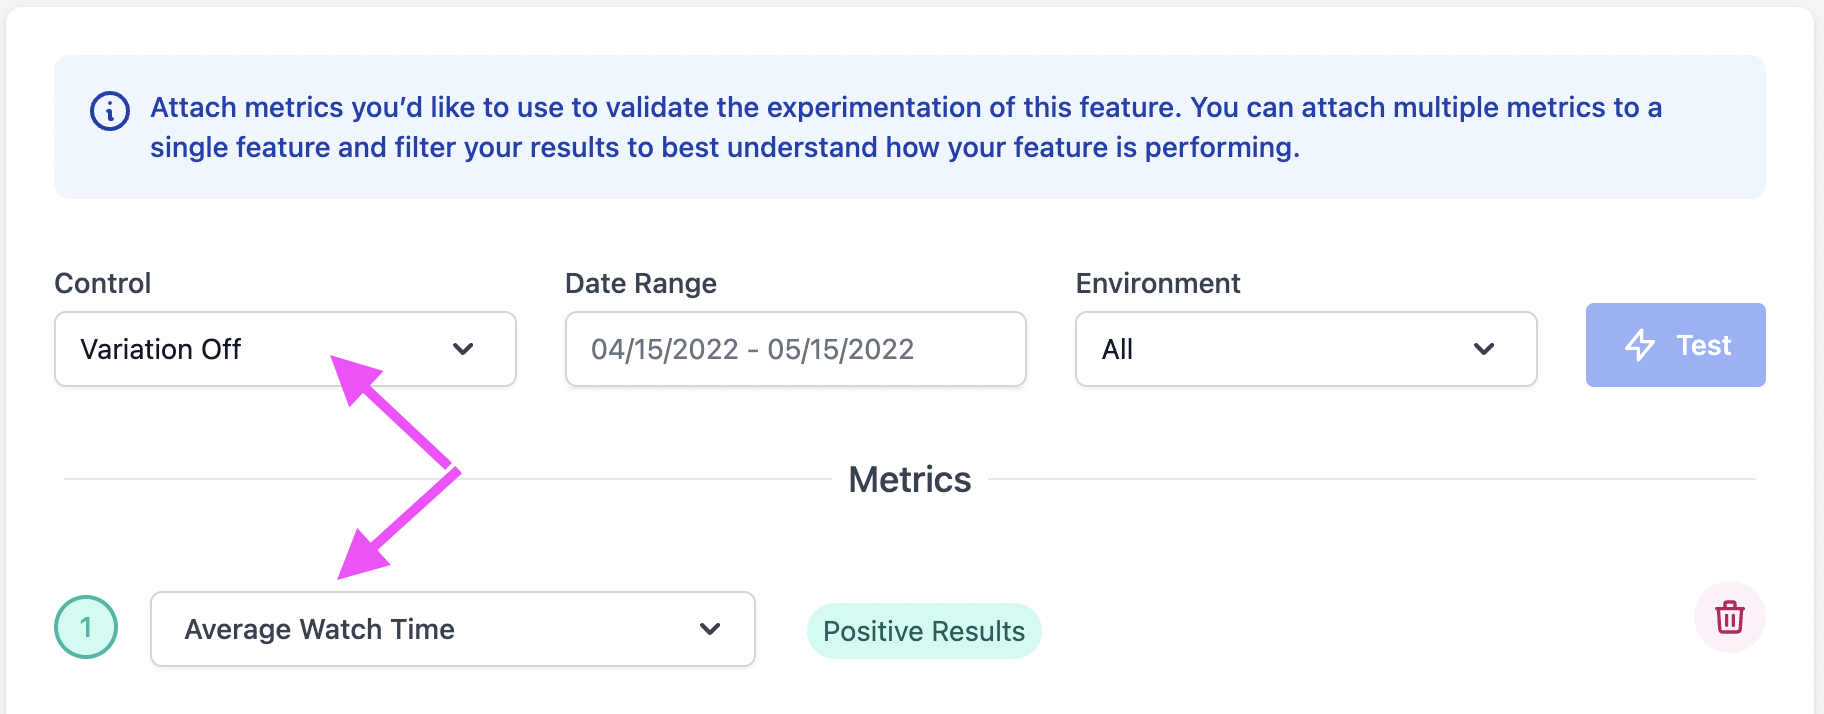 Attach metrics you’d like to use to validate the experimentation of this feature. You can attach multiple metrics to a
single feature and filter your results to best understand how your feature is performing.
Control
Date Range
Environment
Variation Off
04/15/2022 - 05/15/2022
All
Test
Metrics
1
Average Watch Time
Positive Results